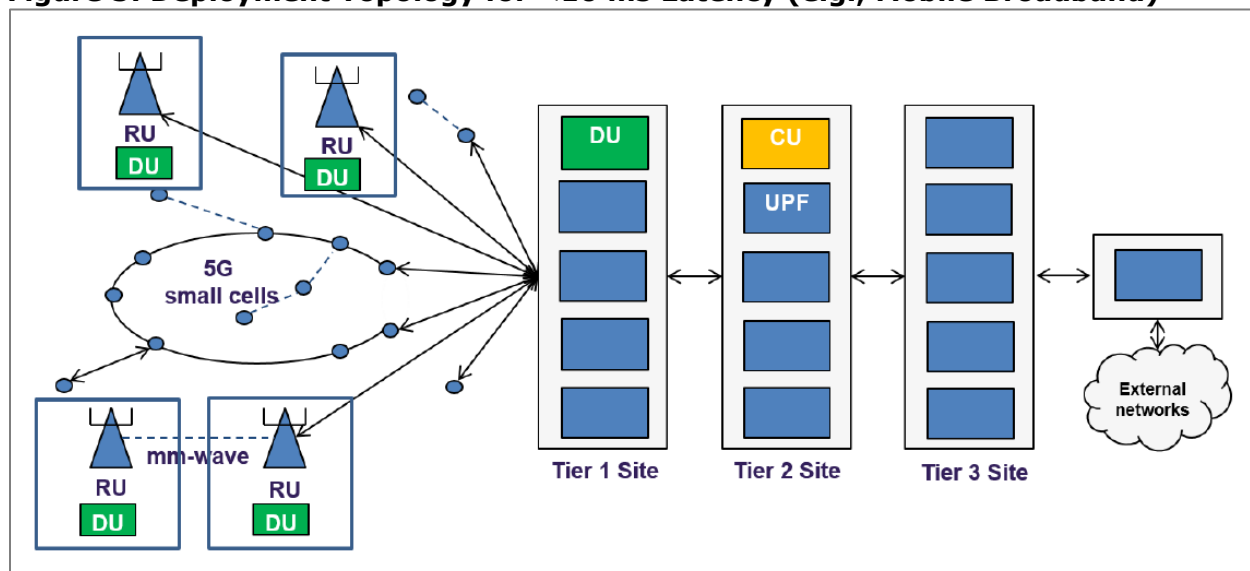 RU
DU
RU
DU
5G
small cells
mm-wave
RU
DU
RU
DU
DU
Tier 1 Site
CU
UPF
Tier 2 Site
Tier 3 Site
External
networks